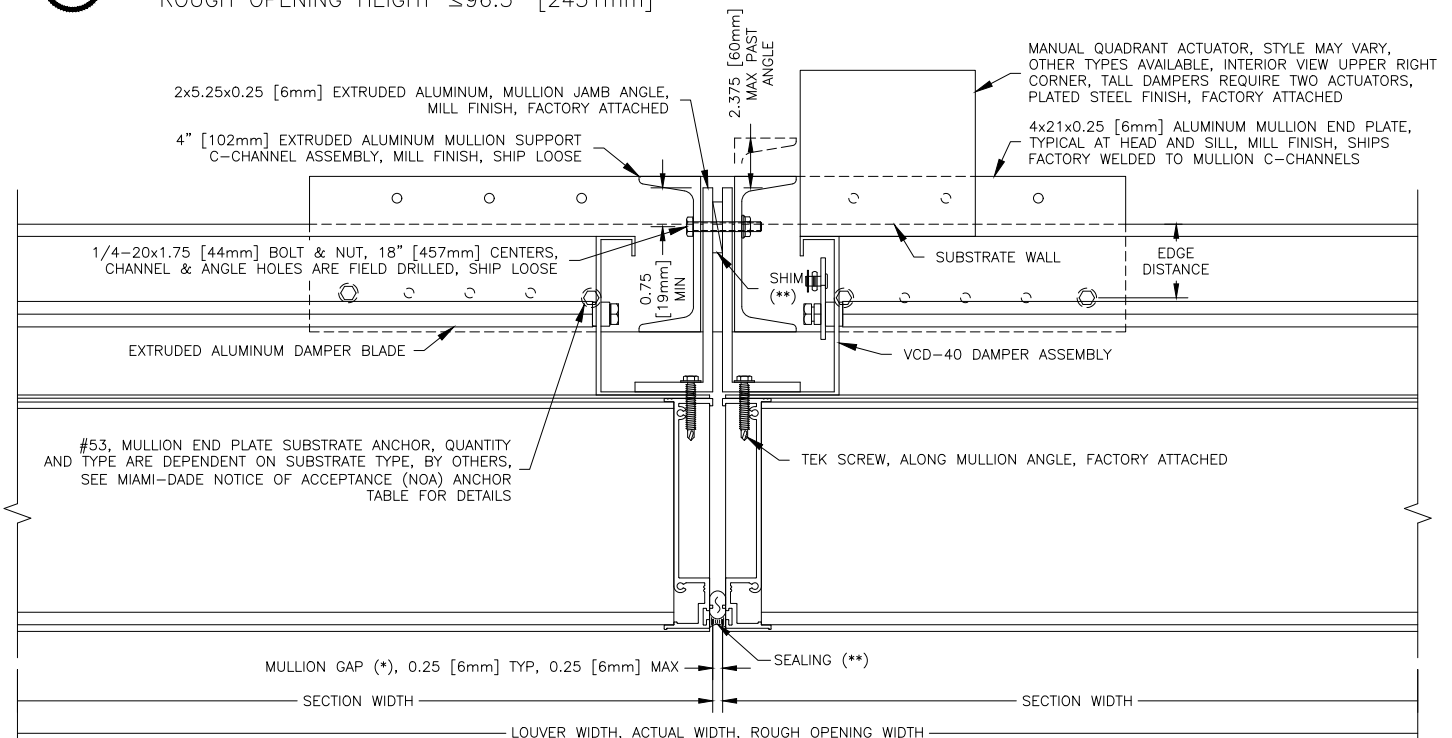 ROUGH OPENING HEIGHT ≤96.5" [2451mm]
2.375 [60mm]
MAX PAST
ANGLE
MANUAL QUADRANT ACTUATOR, STYLE MAY VARY,
OTHER TYPES AVAILABLE, INTERIOR VIEW UPPER RIGHT
CORNER, TALL DAMPERS REQUIRE TWO ACTUATORS,
PLATED STEEL FINISH, FACTORY ATTACHED
2x5.25x0.25 [6mm] EXTRUDED ALUMINUM, MULLION JAMB ANGLE,
MILL FINISH, FACTORY ATTACHED
4" [102mm] EXTRUDED ALUMINUM MULLION SUPPORT
C-CHANNEL ASSEMBLY, MILL FINISH, SHIP LOOSE
4x21x0.25 [6mm] ALUMINUM MULLION END PLATE,
TYPICAL AT HEAD AND SILL, MILL FINISH, SHIPS
FACTORY WELDED TO MULLION C-CHANNELS
1/4-20x1.75 [44mm] BOLT & NUT, 18" [457mm] CENTERS,
CHANNEL & ANGLE HOLES ARE FIELD DRILLED, SHIP LOOSE
0.75
[19mm]
MIN
SHIM
(**)
SUBSTRATE WALL
EDGE
DISTANCE
EXTRUDED ALUMINUM DAMPER BLADE
VCD-40 DAMPER ASSEMBLY
#53, MULLION END PLATE SUBSTRATE ANCHOR, QUANTITY
AND TYPE ARE DEPENDENT ON SUBSTRATE TYPE, BY OTHERS,
SEE MIAMI-DADE NOTICE OF ACCEPTANCE (NOA) ANCHOR
TABLE FOR DETAILS
TEK SCREW, ALONG MULLION ANGLE, FACTORY ATTACHED
MULLION GAP (*), 0.25 [6mm] TYP, 0.25 [6mm] MAX
SEALING (**)
SECTION WIDTH
SECTION WIDTH
LOUVER WIDTH, ACTUAL WIDTH, ROUGH OPENING WIDTH